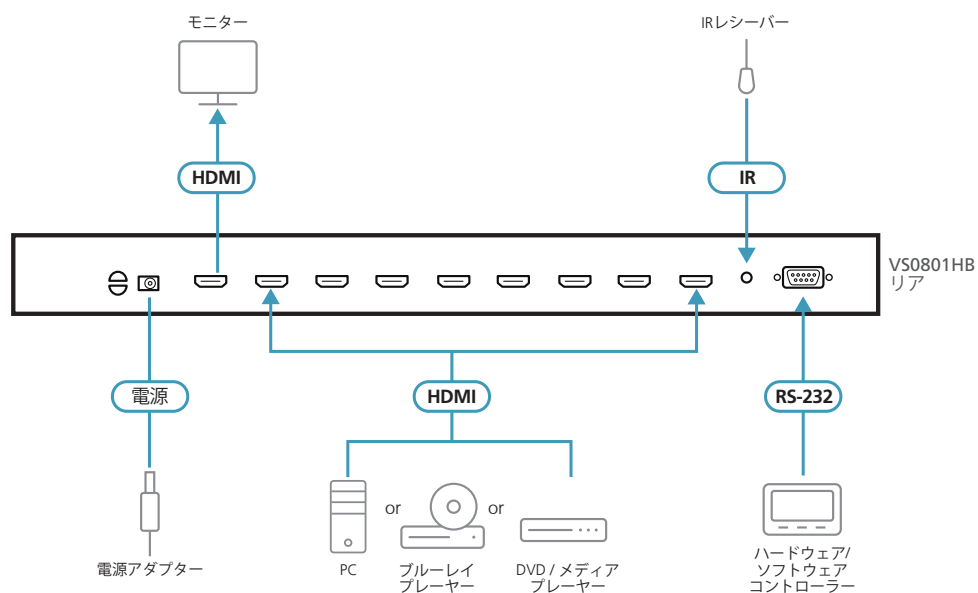 モニター
IRレシーバー
HDMI
IR
VS0801HB
リア
電源
HDMI
RS-232
or
or
電源アダプター
PC
ブルーレイ
プレーヤー
DVD / メディア
プレーヤー
ハードウェア/
ソフトウェア
コントローラー